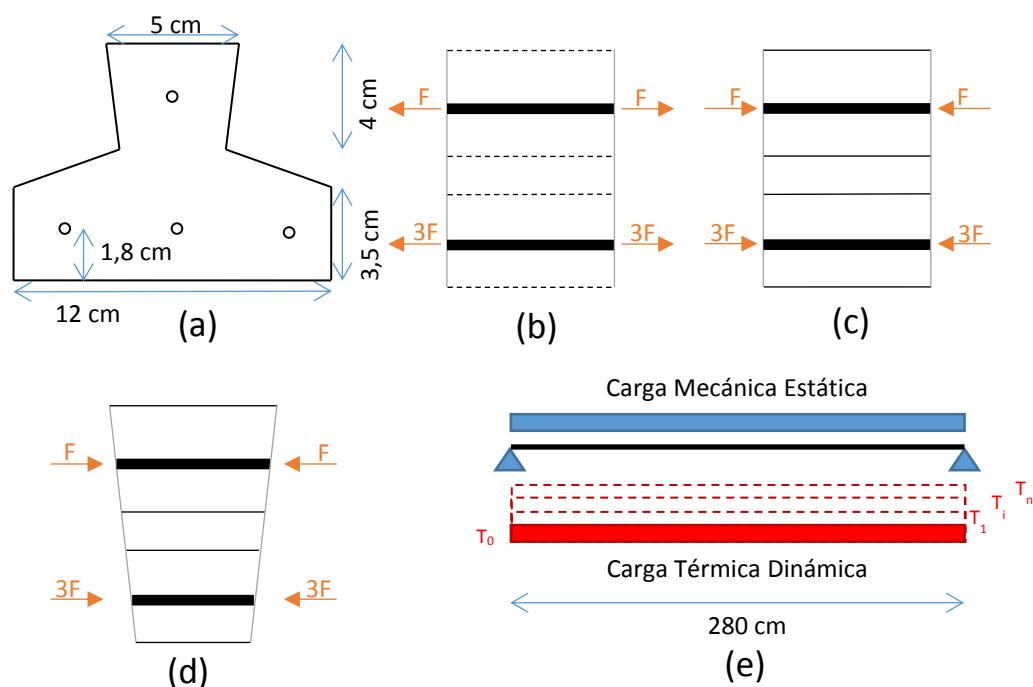 5 cm
4 cm
1,8 cm
3,5 cm
12 cm
(a)
F F
3F 3F
(b)
F F
3F 3F
(c)
F F
3F 3F
(d)
Carga Mecánica Estática
T0 T1 Ti Tn
Carga Térmica Dinámica
280 cm
(e)